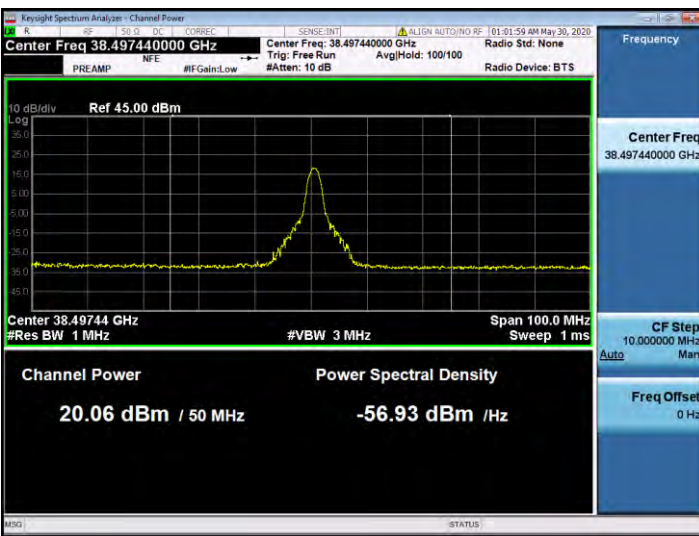 Keysight Spectrum Analyzer - Channel Power
R RF 50 Ω DC CORREC SENSE:INT ALIGN AUTO/NO RF 01:01:59 AM May 30, 2020
Center Freq 38.497440000 GHz Center Freq: 38.497440000 GHz Radio Std: None
NFE Trig: Free Run Avg|Hold: 100/100
PREAMP #IFGain:Low #Atten: 10 dB Radio Device: BTS
Frequency
10 dB/div Ref 45.00 dBm
Log
35.0
25.0
15.0
5.00
-5.00
-15.0
-25.0
-35.0
-45.0
Center 38.49744 GHz Span 100.0 MHz
#Res BW 1 MHz #VBW 3 MHz Sweep 1 ms
Channel Power Power Spectral Density
20.06 dBm / 50 MHz -56.93 dBm /Hz
Center Freq
38.497440000 GHz
CF Step
10.000000 MHz
Auto Man
Freq Offset
0 Hz
MSG STATUS